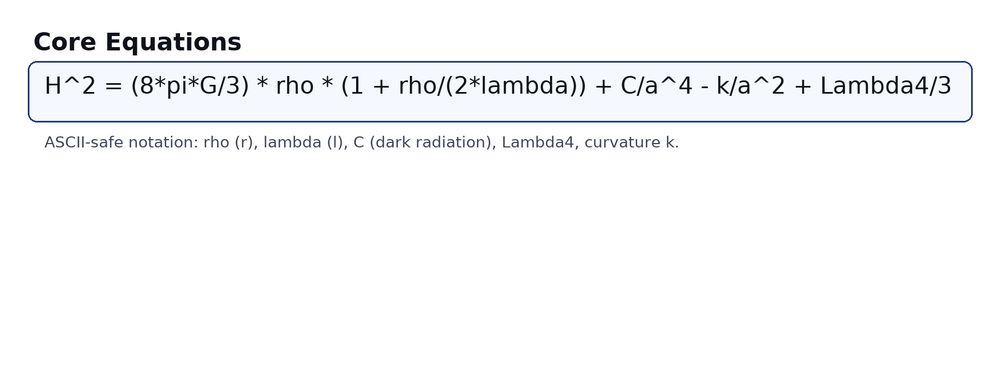 Core Equations
H^2 = (8*pi*G/3) * rho * (1 + rho/(2*lambda)) + C/a^4 - k/a^2 + Lambda4/3
ASCII-safe notation: rho (r), lambda (l), C (dark radiation), Lambda4, curvature k.